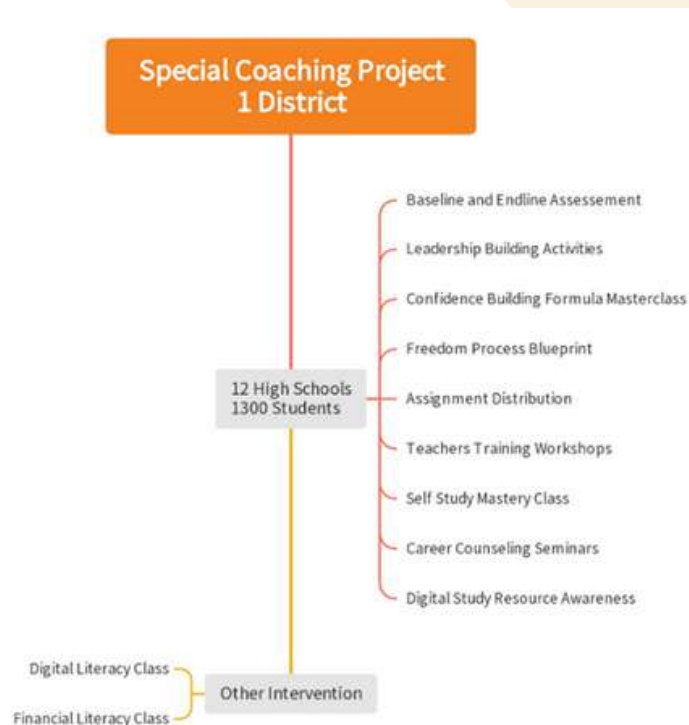 Special Coaching Project
1 District
Baseline and Endline Assessment
Leadership Building Activities
Confidence Building Formula Masterclass
Freedom Process Blueprint
12 High Schools
1300 Students
Assignment Distribution
Teachers Training Workshops
Self Study Mastery Class
Career Counseling Seminars
Digital Study Resource Awareness
Digital Literacy Class
Other Intervention
Financial Literacy Class